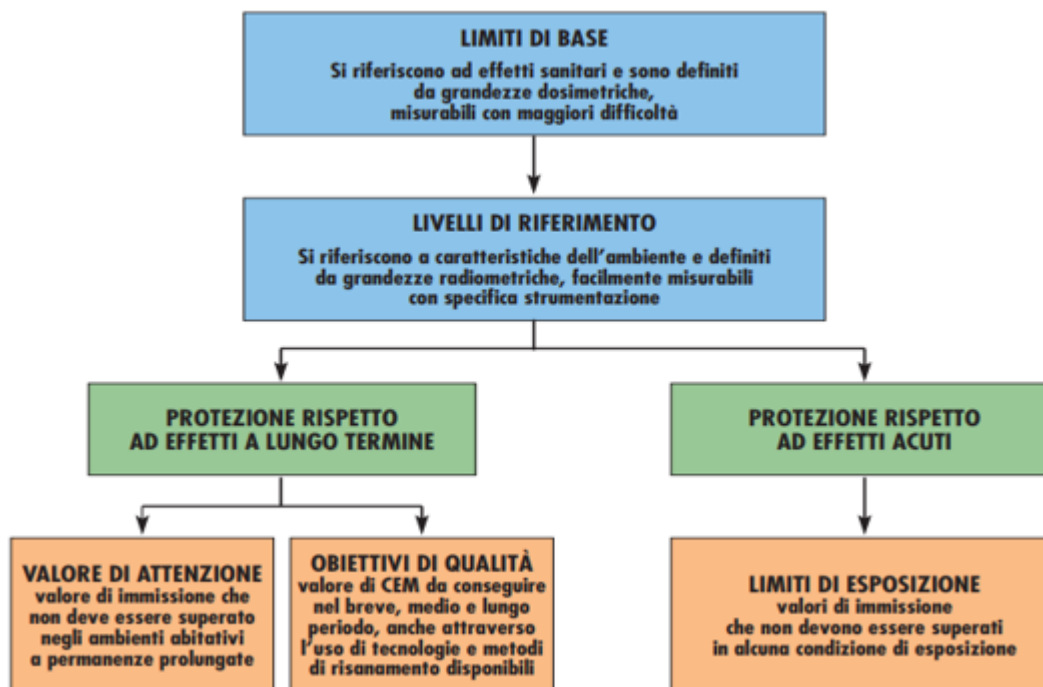 LIMITI DI BASE
Si riferiscono ad effetti sanitari e sono definiti
da grandezze dosimetriche,
misurabili con maggiori difficoltà
LIVELLI DI RIFERIMENTO
Si riferiscono a caratteristiche dell'ambiente e definiti
da grandezze radiometriche, facilmente misurabili
con specifica strumentazione
PROTEZIONE RISPETTO
AD EFFETTI A LUNGO TERMINE
PROTEZIONE RISPETTO
AD EFFETTI ACUTI
VALORE DI ATTENZIONE
valore di immissione che
non deve essere superato
negli ambienti abitativi
a permanenze prolungate
OBIETTIVI DI QUALITÀ
valore di CEM da conseguire
nel breve, medio e lungo
periodo, anche attraverso
l'uso di tecnologie e metodi
di risanamento disponibili
LIMITI DI ESPOSIZIONE
valori di immissione
che non devono essere superati
in alcuna condizione di esposizione